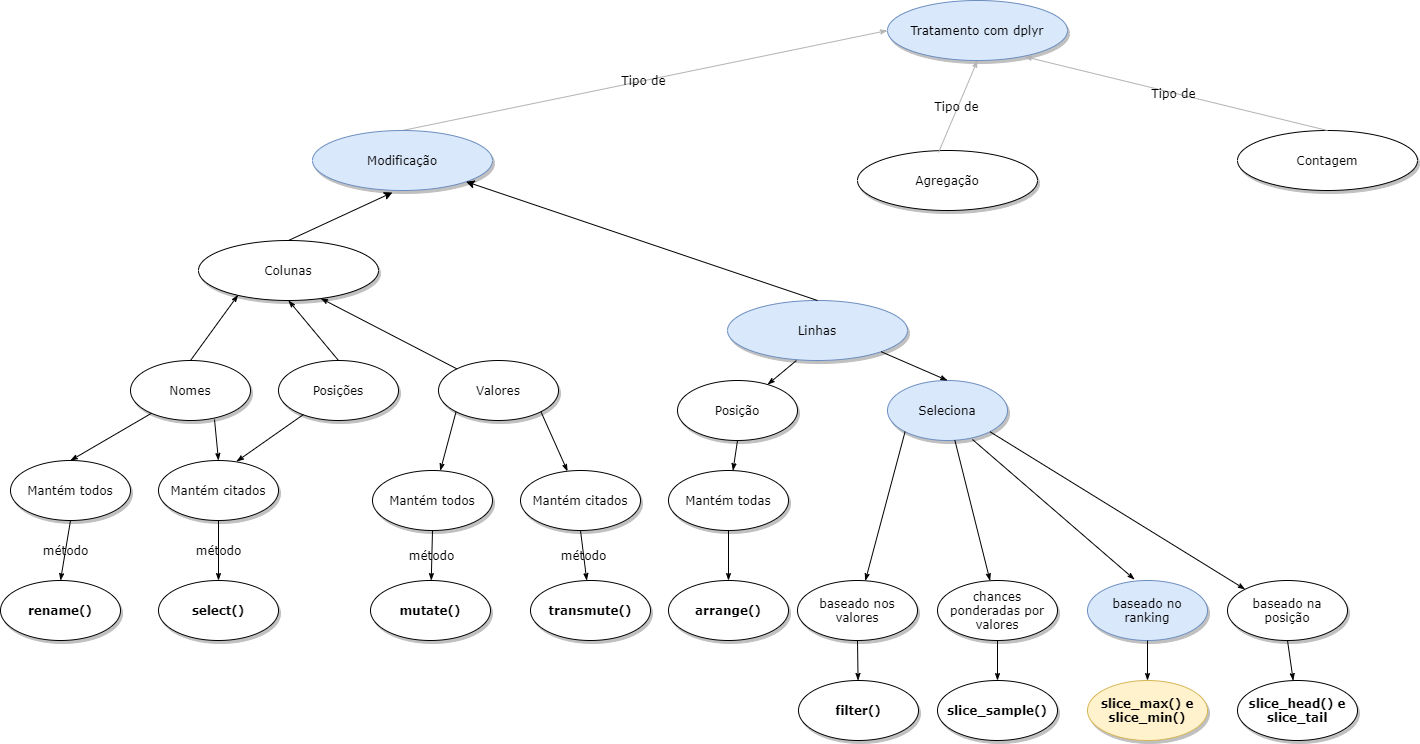 Tratamento com dplyr
Tipo de
Tipo de
Tipo de
Modificação
Agregação
Contagem
Colunas
Linhas
Nomes
Posições
Valores
Posição
Seleciona
Mantém todos
Mantém citados
Mantém todos
Mantém citados
Mantém todas
método
método
método
método
rename()
select()
mutate()
transmute()
arrange()
baseado nos
valores
chances
ponderadas por
valores
baseado no
ranking
baseado na
posição
filter()
slice_sample()
slice_max() e
slice_min()
slice_head() e
slice_tail